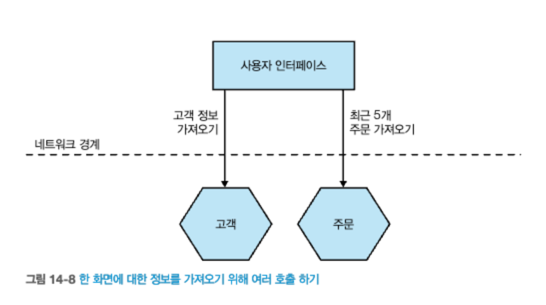 사용자 인터페이스
고객 정보
가져오기
최근 5개
주문 가져오기
네트워크 경계
고객
주문
그림 14-8 한 화면에 대한 정보를 가져오기 위해 여러 호출 하기